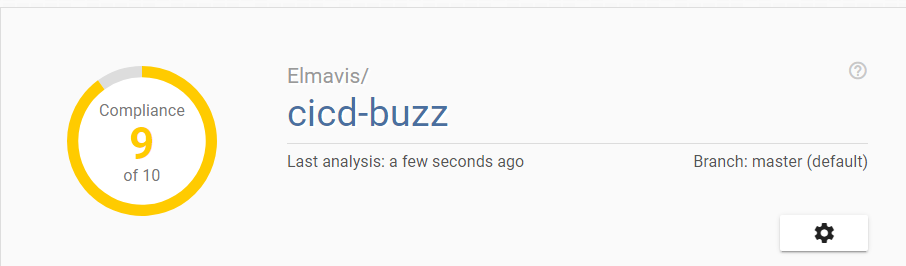 Compliance
9
of 10
Elmavis/
cicd-buzz
Last analysis: a few seconds ago
Branch: master (default)